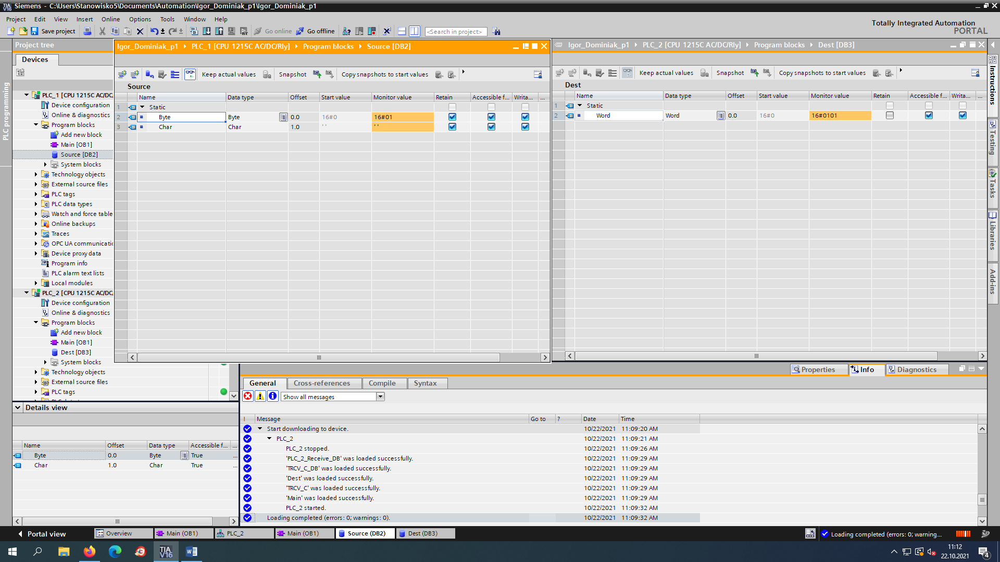 Siemens - C:\Users\Stanowisko5\Documents\Automation\Igor_Dominiak_p1\Igor_Dominiak_p1
Project Edit View Insert Online Options Tools Window Help
Totally Integrated Automation
PORTAL
Save project Go online Go offline <Search in project>
Project tree
Devices
PLC programming
PLC_1 [CPU 1215C AC/DC/
Device configuration
Online & diagnostics
Program blocks
Add new block
Main [OB1]
Source [DB2]
System blocks
Technology objects
External source files
PLC tags
PLC data types
Watch and force table
Online backups
Traces
OPC UA communicatio
Device proxy data
Program info
PLC alarm text lists
Local modules
PLC_2 [CPU 1215C AC/DC/
Device configuration
Online & diagnostics
Program blocks
Add new block
Main [OB1]
Dest [DB3]
System blocks
Technology objects
External source files
PLC tags
Igor_Dominiak_p1 PLC_1 [CPU 1215C AC/DC/Rly] Program blocks Source [DB2]
Keep actual values Snapshot Copy snapshots to start values
Source
Name Data type Offset Start value Monitor value Retain Accessible f... Writa... ...
1 Static
2 Byte Byte 0.0 16#0 16#01
3 Char Char 1.0 ' ' ' '
Igor_Dominiak_p1 PLC_2 [CPU 1215C AC/DC/Rly] Program blocks Dest [DB3]
Keep actual values Snapshot Copy snapshots to start values
Dest
Name Data type Offset Start value Monitor value Retain Accessible f... Writa... ...
1 Static
2 Word Word 0.0 16#0 16#0101
Instructions
Testing
Tasks
Libraries
Add-ins
Details view
Name Offset Data type Accessible f... ...
Byte 0.0 Byte True ...
Char 1.0 Char True ...
Properties Info Diagnostics
General Cross-references Compile Syntax
Show all messages
! Message Go to ? Date Time
Start downloading to device. 10/22/2021 11:09:20 AM
PLC_2 10/22/2021 11:09:21 AM
PLC_2 stopped. 10/22/2021 11:09:26 AM
'PLC_2_Receive_DB' was loaded successfully. 10/22/2021 11:09:29 AM
'TRCV_C_DB' was loaded successfully. 10/22/2021 11:09:29 AM
'Dest' was loaded successfully. 10/22/2021 11:09:29 AM
'TRCV_C' was loaded successfully. 10/22/2021 11:09:29 AM
'Main' was loaded successfully. 10/22/2021 11:09:29 AM
PLC_2 started. 10/22/2021 11:09:32 AM
Loading completed (errors: 0; warnings: 0). 10/22/2021 11:09:32 AM
Portal view Overview Main (OB1) PLC_2 Main (OB1) Source (DB2) Dest (DB3) Loading completed (errors: 0; warning...
TIA V16
11:12
22.10.2021
4